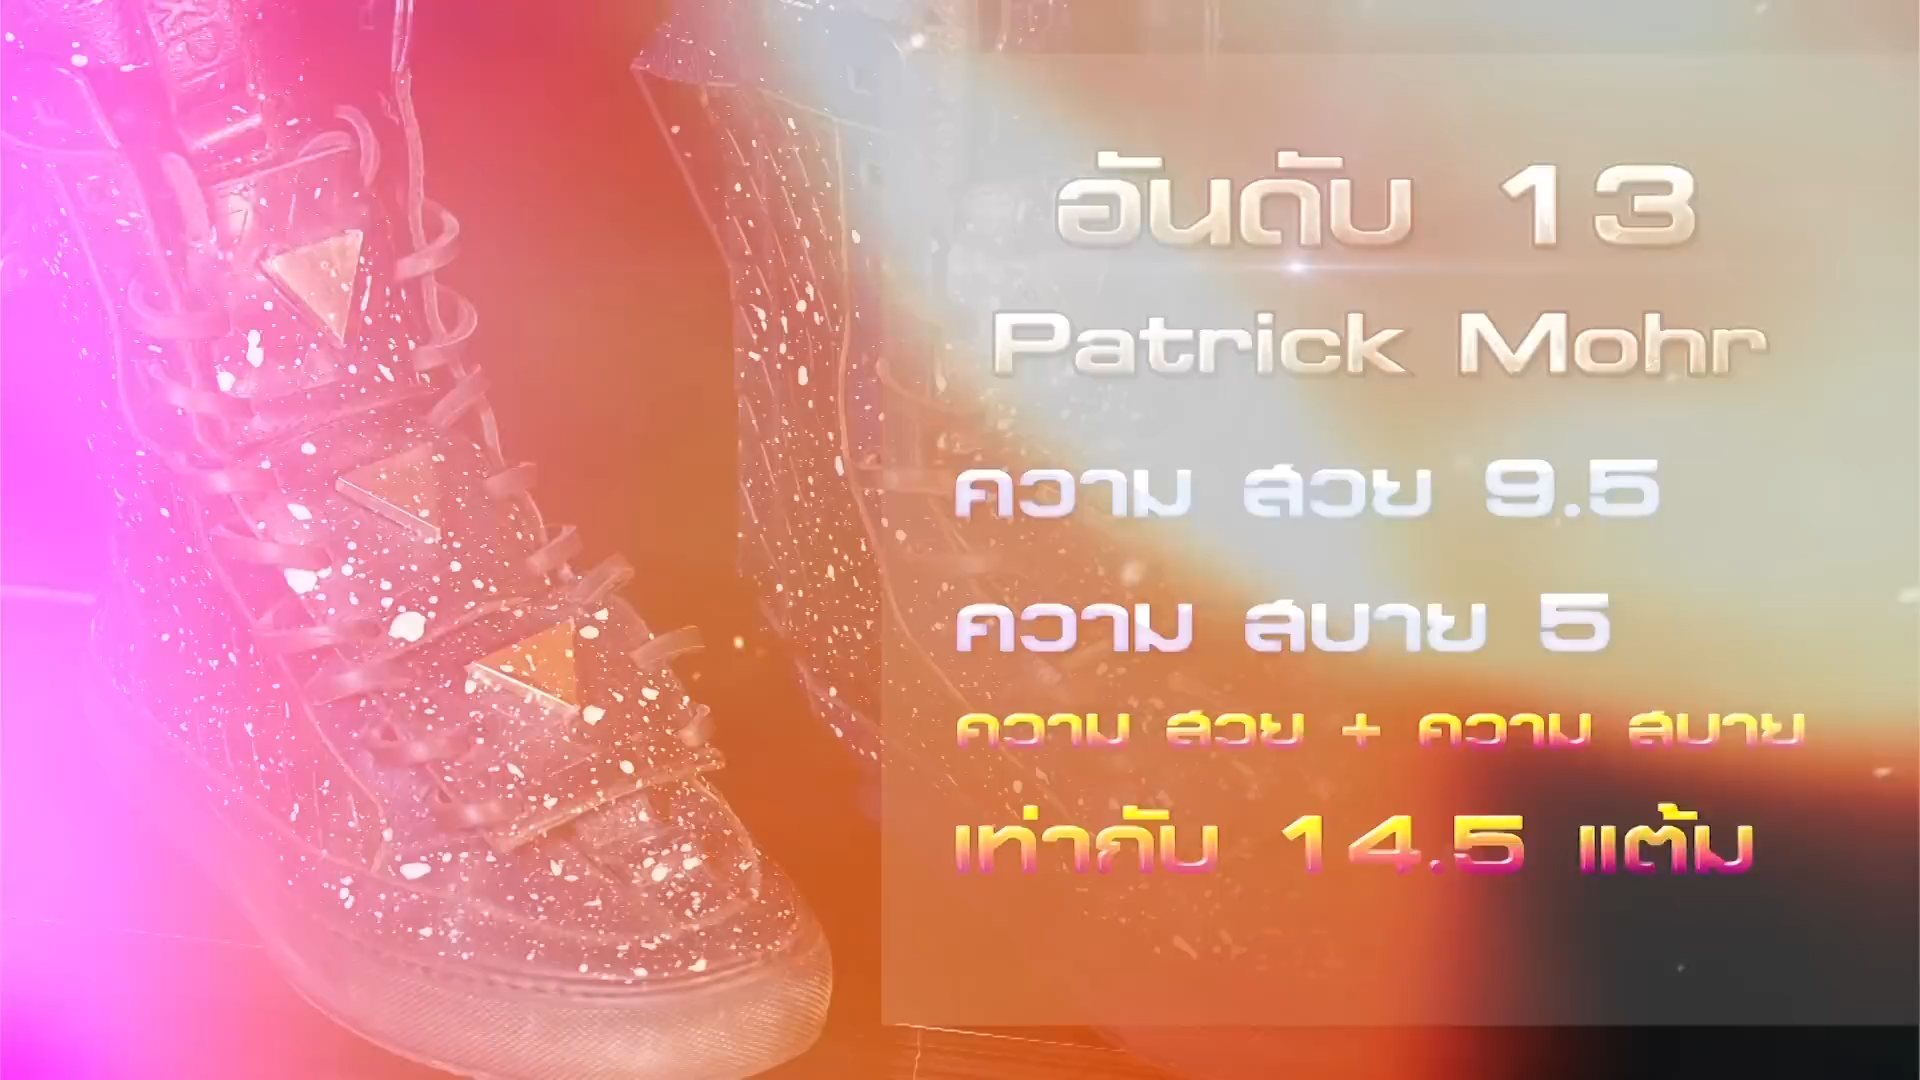 อันดับ 13
Patrick Mohr
ความ สวย 9.5
ความ สบาย 5
ความ สวย + ความ สบาย
เท่ากับ 14.5 แต้ม